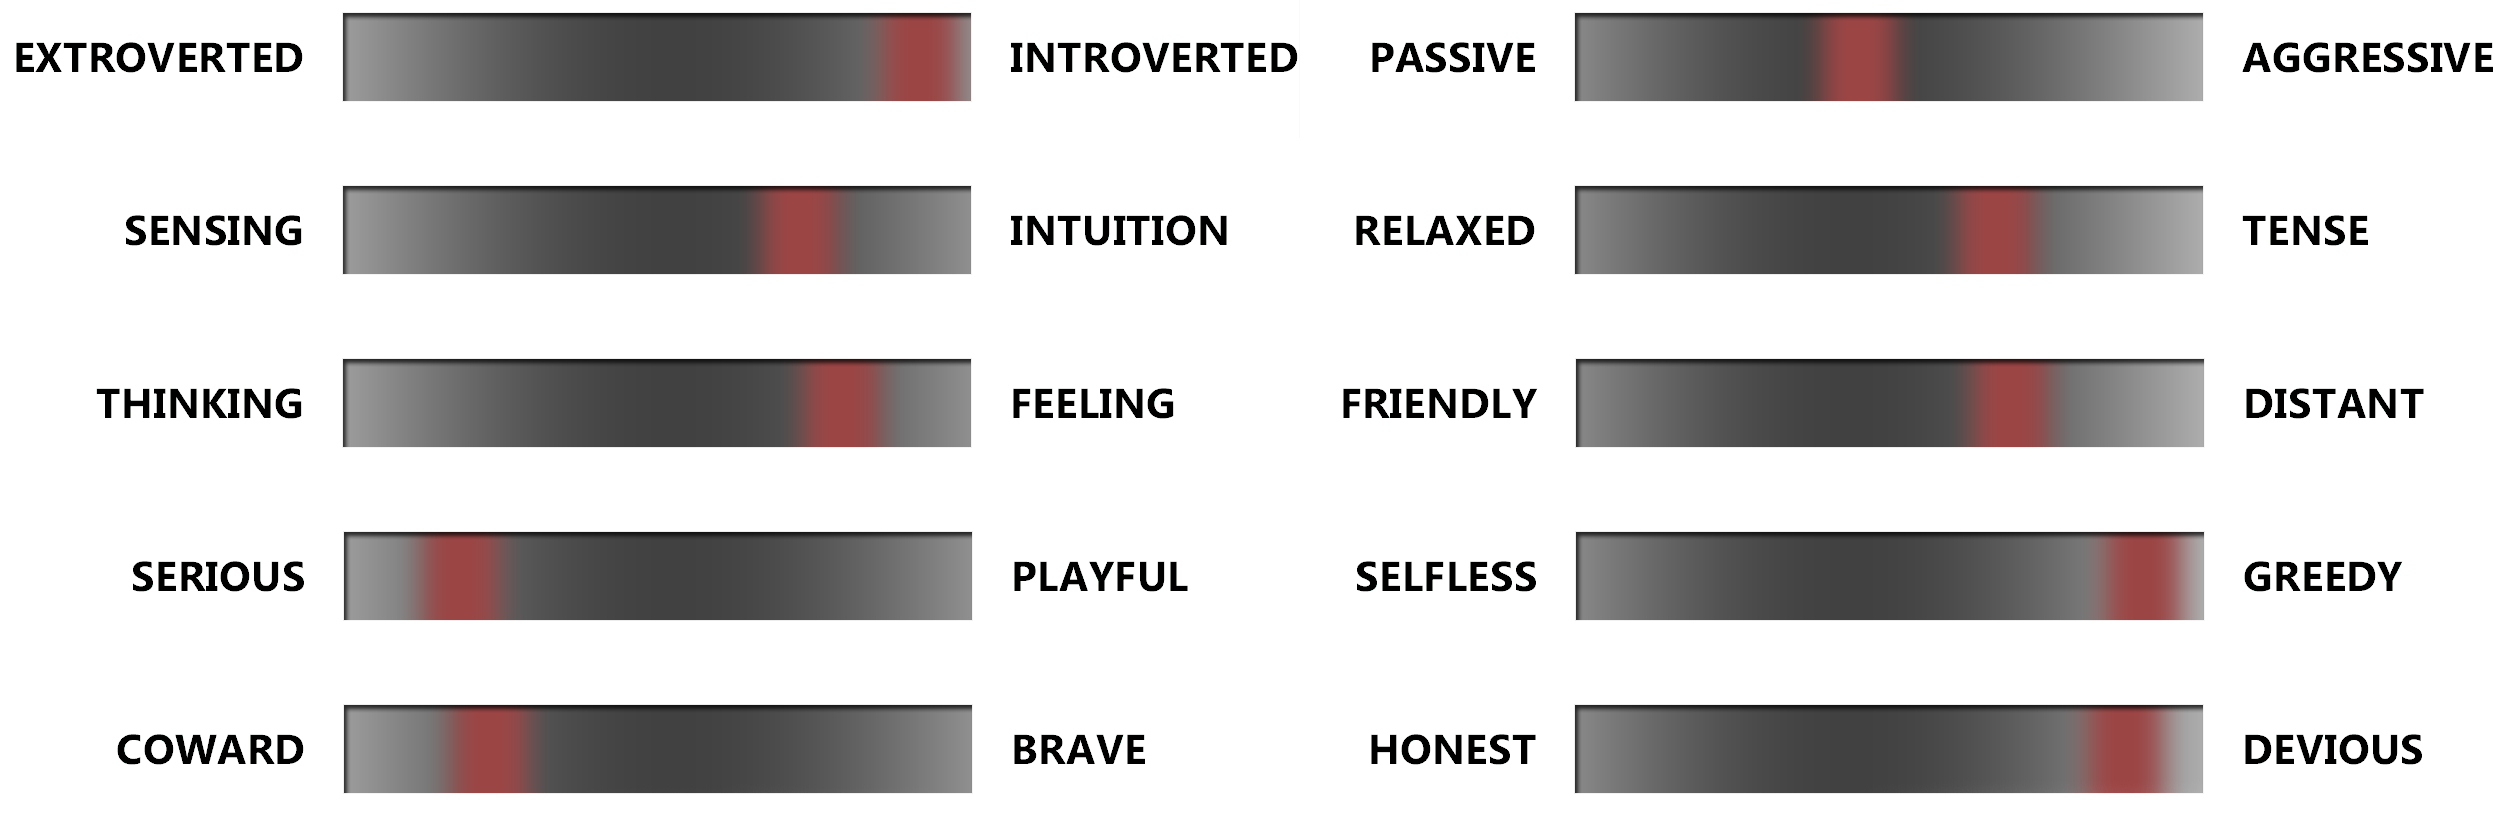 EXTROVERTED INTROVERTED PASSIVE AGGRESSIVE
SENSING INTUITION RELAXED TENSE
THINKING FEELING FRIENDLY DISTANT
SERIOUS PLAYFUL SELFLESS GREEDY
COWARD BRAVE HONEST DEVIOUS